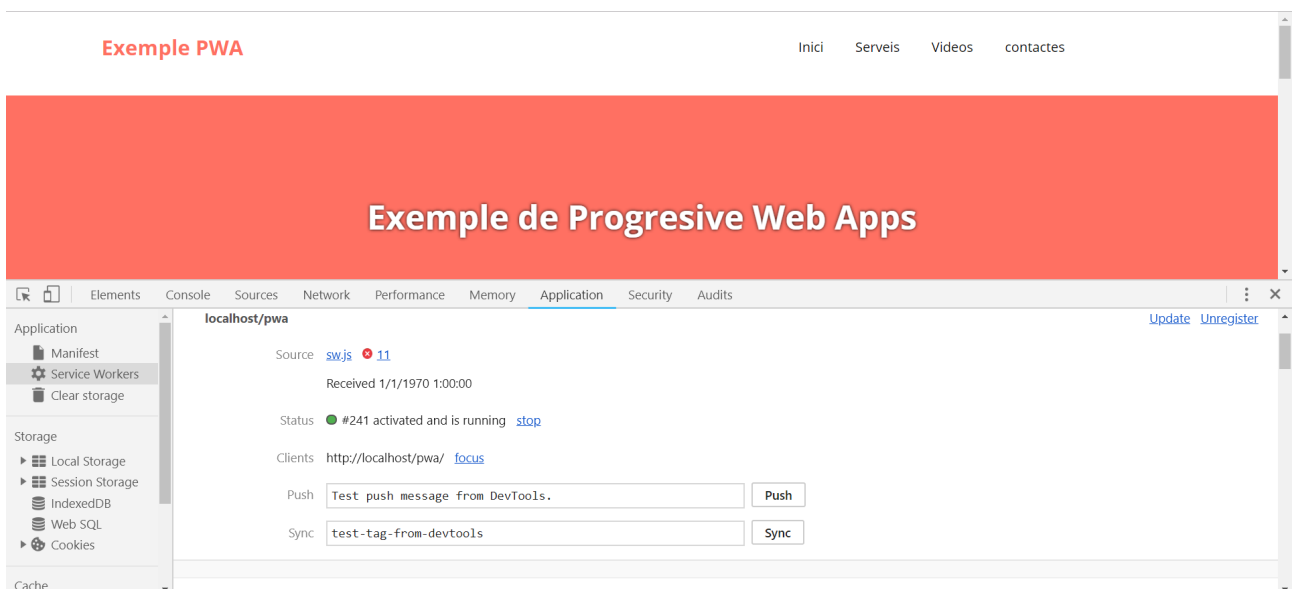 Exemple PWA
Inici Serveis Videos contactes
Exemple de Progresive Web Apps
Elements Console Sources Network Performance Memory Application Security Audits
Application
Manifest
Service Workers
Clear storage
Storage
Local Storage
Session Storage
IndexedDB
Web SQL
Cookies
Cache
localhost/pwa Update Unregister
Source sw.js 11
Received 1/1/1970 1:00:00
Status #241 activated and is running stop
Clients http://localhost/pwa/ focus
Push Test push message from DevTools. Push
Sync test-tag-from-devtools Sync